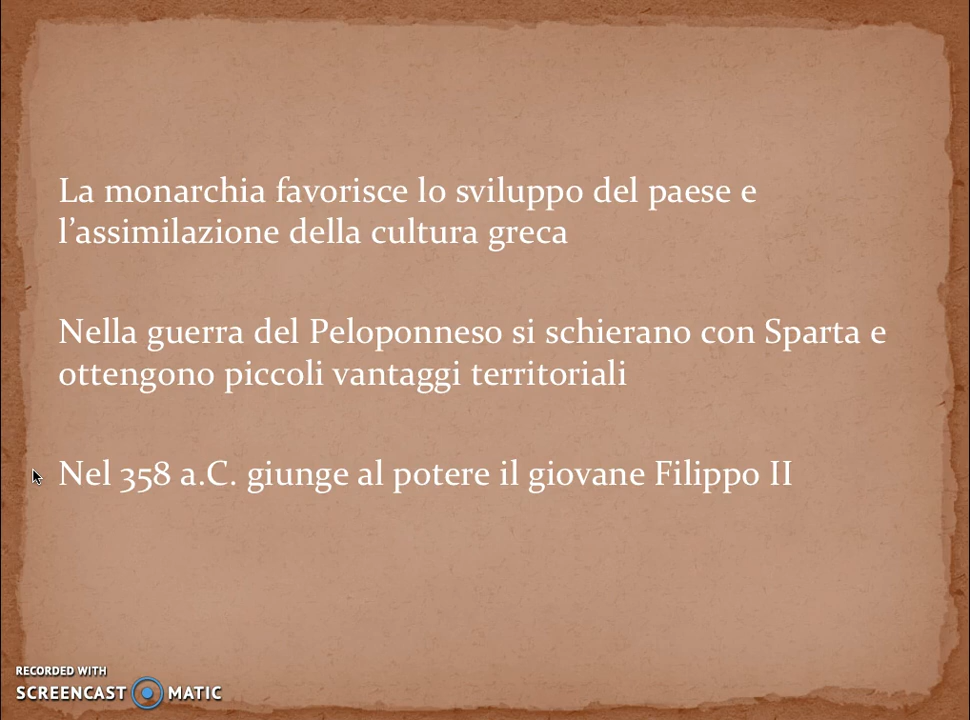 La monarchia favorisce lo sviluppo del paese e
l’assimilazione della cultura greca
Nella guerra del Peloponneso si schierano con Sparta e
ottengono piccoli vantaggi territoriali
Nel 358 a.C. giunge al potere il giovane Filippo II
RECORDED WITH
SCREENCAST MATIC